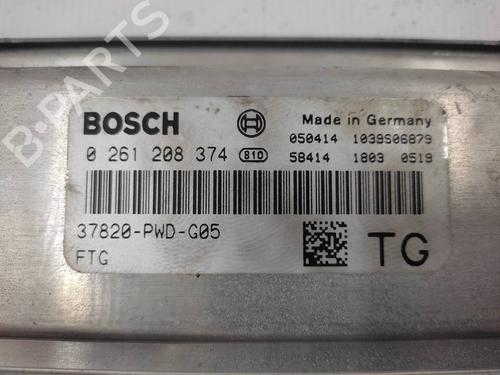 BOSCH
Made in Germany
0 261 208 374 810
050414 1039S06879
58414 1803 0519
37820-PWD-G05
FTG
TG
B-PARTS